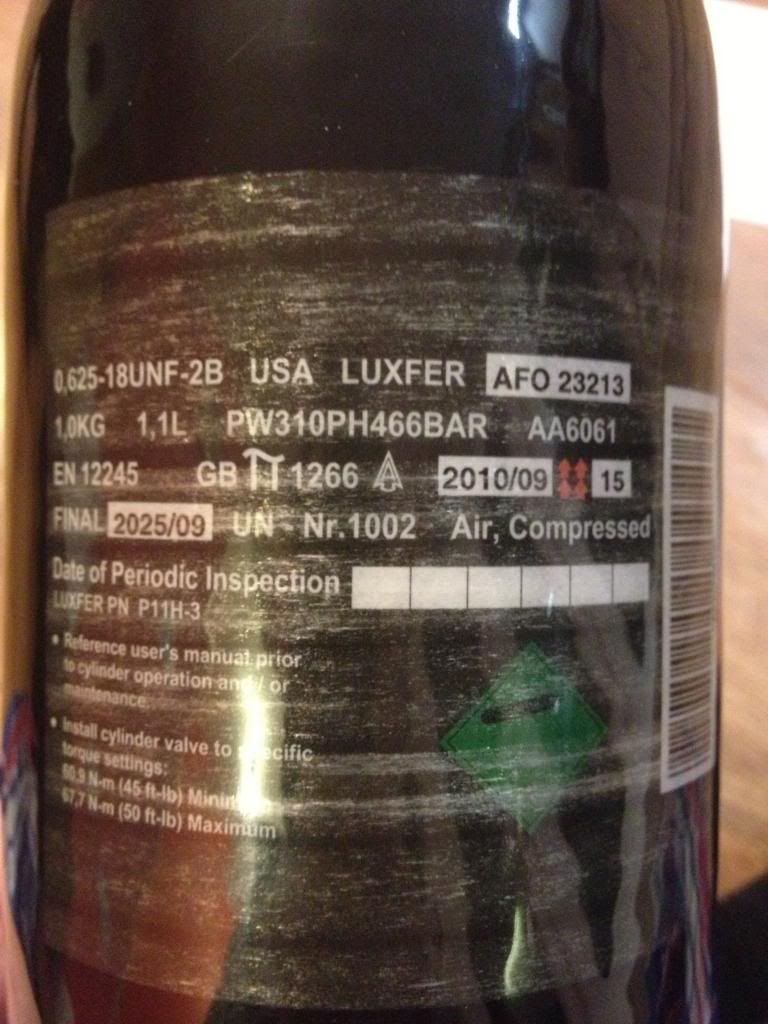 0,625-18UNF-2B USA LUXFER AFO 23213
1,0KG 1,1L PW310PH466BAR AA6061
EN 12245 GB 1266 2010/09 15
FINAL 2025/09 UN - Nr.1002 Air, Compressed
Date of Periodic Inspection
LUXFER PN P11H-3
• Reference user's manual prior
to cylinder operation and / or
maintenance.
• Install cylinder valve to specific
torque settings:
60.9 N-m (45 ft-lb) Minimum
67,7 N-m (50 ft-lb) Maximum